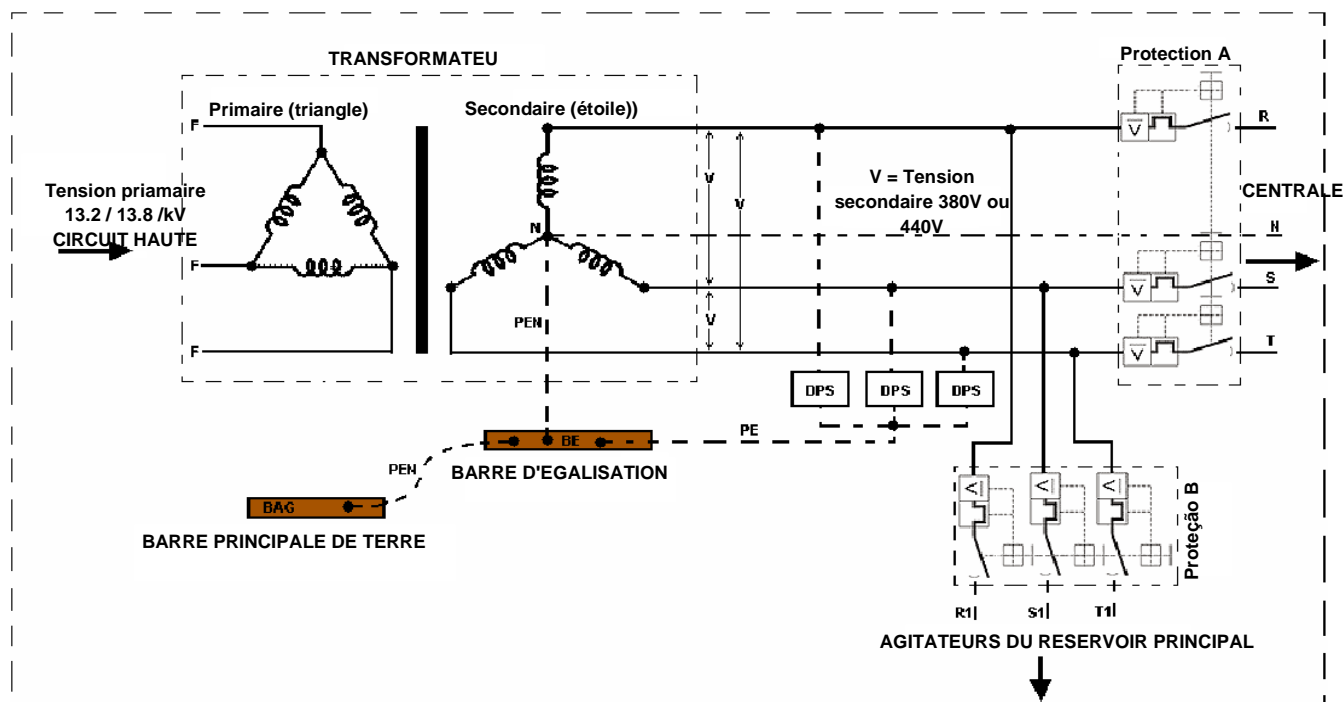 TRANSFORMATEU
Protection A
Primaire (triangle)
Secondaire (étoile))
F
R
Tension priamaire
13.2 / 13.8 /kV
CIRCUIT HAUTE
V = Tension
secondaire 380V ou
440V
V
V
CENTRALE
N
N
F
S
PEN
V
F
T
DPS
DPS
DPS
BE
PE
BARRE D'EGALISATION
PEN
BAG
BARRE PRINCIPALE DE TERRE
Proteção B
R1
S1
T1
AGITATEURS DU RESERVOIR PRINCIPAL